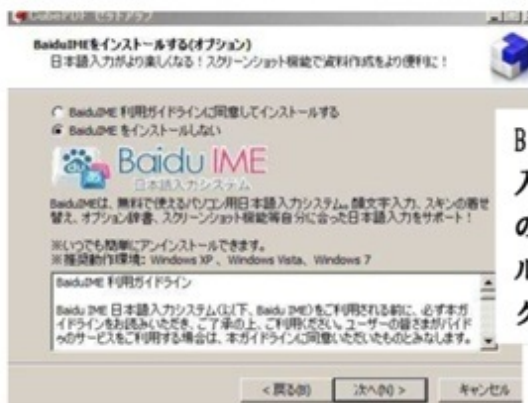 CubePDF セットアップ
BaiduIMEをインストールする(オプション)
日本語入力がより楽しくなる！スクリーンショット機能で資料作成をより便利に！
BaiduIME 利用ガイドラインに同意してインストールする
BaiduIME をインストールしない
Baidu IME
日本語入力システム
BaiduIMEは、無料で使えるパソコン用日本語入力システム。顔文字入力、スキンの着せ
替え、オプション辞書、スクリーンショット機能等自分に合った日本語入力をサポート！
※いつでも簡単にアンインストールできます。
※推奨動作環境: Windows XP 、Windows Vista、Windows 7
BaiduIME 利用ガイドライン
Baidu IME 日本語入力システム(以下、Baidu IME)をご利用される前に、必ず本ガ
イドラインをお読みいただき、ご了承の上、ご利用ください。ユーザーの皆さまがバイド
ゥのサービスをご利用する場合は、本ガイドラインに同意いただいたものとみなします。
< 戻る(B)
次へ(N) >
キャンセル
B
入
の
ル
ク